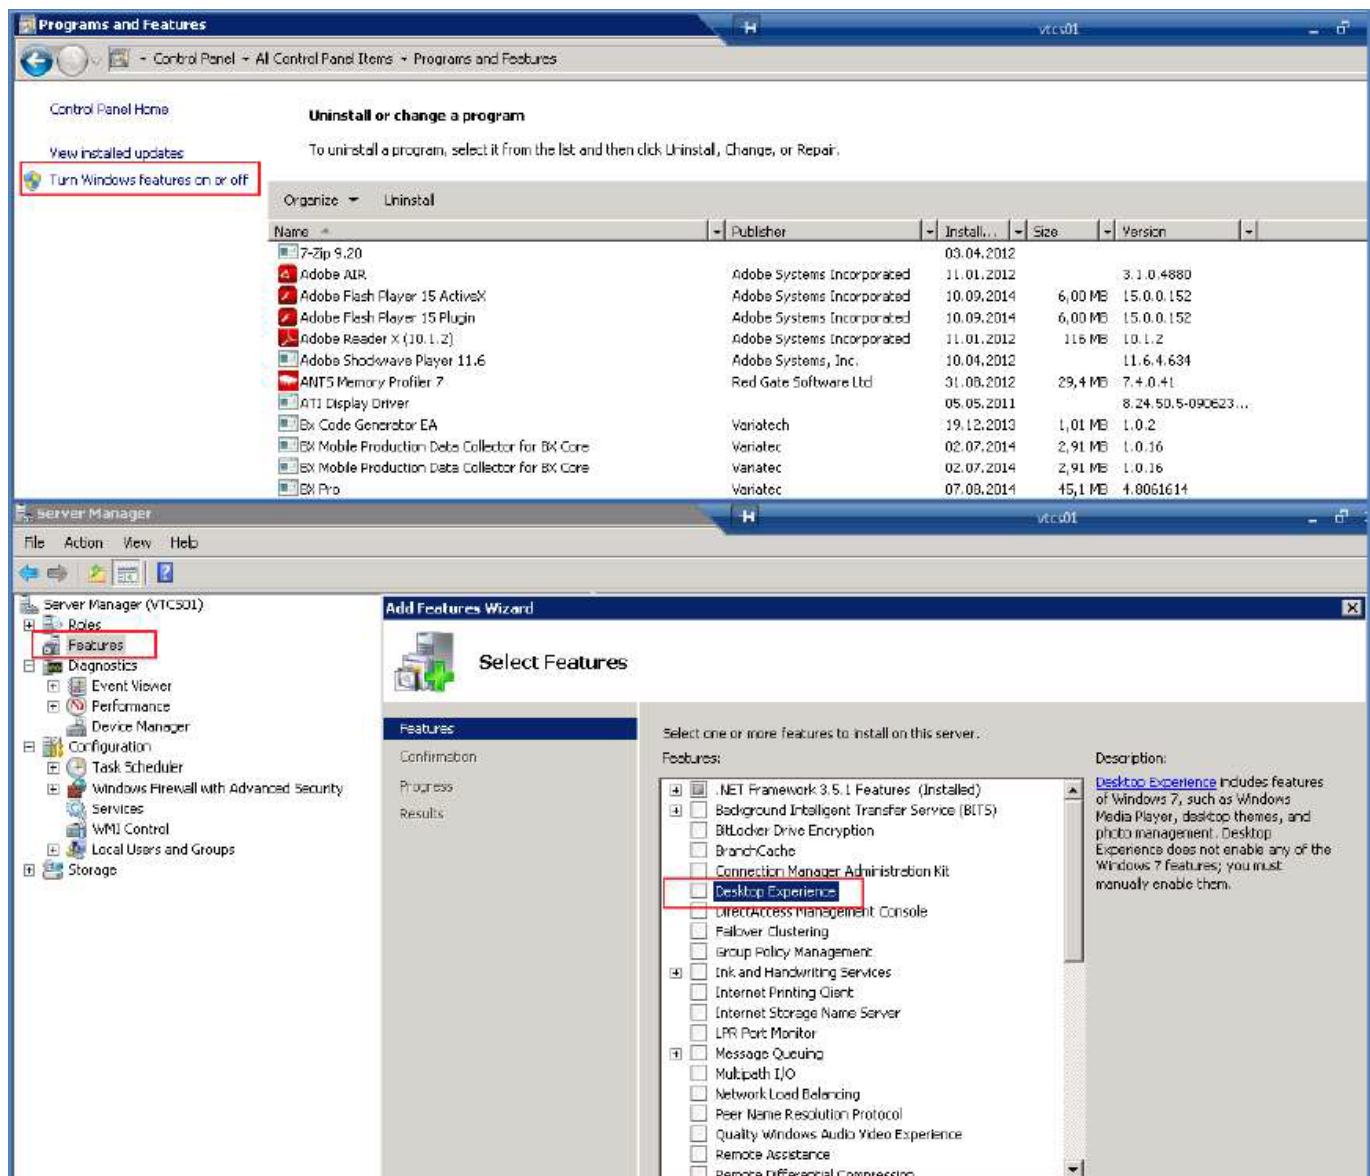 Programs and Features
vtcs01
Control Panel All Control Panel Items Programs and Features
Control Panel Home
View installed updates
Turn Windows features on or off
Uninstall or change a program
To uninstall a program, select it from the list and then click Uninstall, Change, or Repair.
Organize Uninstall
Name Publisher Install... Size Version
7-Zip 9.20 03.04.2012
Adobe AIR Adobe Systems Incorporated 11.01.2012 3.1.0.4880
Adobe Flash Player 15 ActiveX Adobe Systems Incorporated 10.09.2014 6,00 MB 15.0.0.152
Adobe Flash Player 15 Plugin Adobe Systems Incorporated 10.09.2014 6,00 MB 15.0.0.152
Adobe Reader X (10.1.2) Adobe Systems Incorporated 11.01.2012 116 MB 10.1.2
Adobe Shockwave Player 11.6 Adobe Systems, Inc. 10.04.2012 11.6.4.634
ANTS Memory Profiler 7 Red Gate Software Ltd 31.08.2012 29,4 MB 7.4.0.41
ATI Display Driver 05.05.2011 8.24.50.5-090623...
Bx Code Generator EA Variatech 19.12.2013 1,01 MB 1.0.2
BX Mobile Production Data Collector for BX Core Variatec 02.07.2014 2,91 MB 1.0.16
BX Mobile Production Data Collector for BX Core Variatec 02.07.2014 2,91 MB 1.0.16
BX Pro Variatec 07.08.2014 45,1 MB 4.8061614
Server Manager
vtcs01
File Action View Help
Server Manager (VTCS01)
Roles
Features
Diagnostics
Event Viewer
Performance
Device Manager
Configuration
Task Scheduler
Windows Firewall with Advanced Security
Services
WMI Control
Local Users and Groups
Storage
Add Features Wizard
Select Features
Features
Confirmation
Progress
Results
Select one or more features to install on this server.
Features:
.NET Framework 3.5.1 Features (Installed)
Background Intelligent Transfer Service (BITS)
BitLocker Drive Encryption
BranchCache
Connection Manager Administration Kit
Desktop Experience
DirectAccess Management Console
Failover Clustering
Group Policy Management
Ink and Handwriting Services
Internet Printing Client
Internet Storage Name Server
LPR Port Monitor
Message Queuing
Multipath I/O
Network Load Balancing
Peer Name Resolution Protocol
Quality Windows Audio Video Experience
Remote Assistance
Remote Differential Compression
Description:
Desktop Experience includes features
of Windows 7, such as Windows
Media Player, desktop themes, and
photo management. Desktop
Experience does not enable any of the
Windows 7 features; you must
manually enable them.